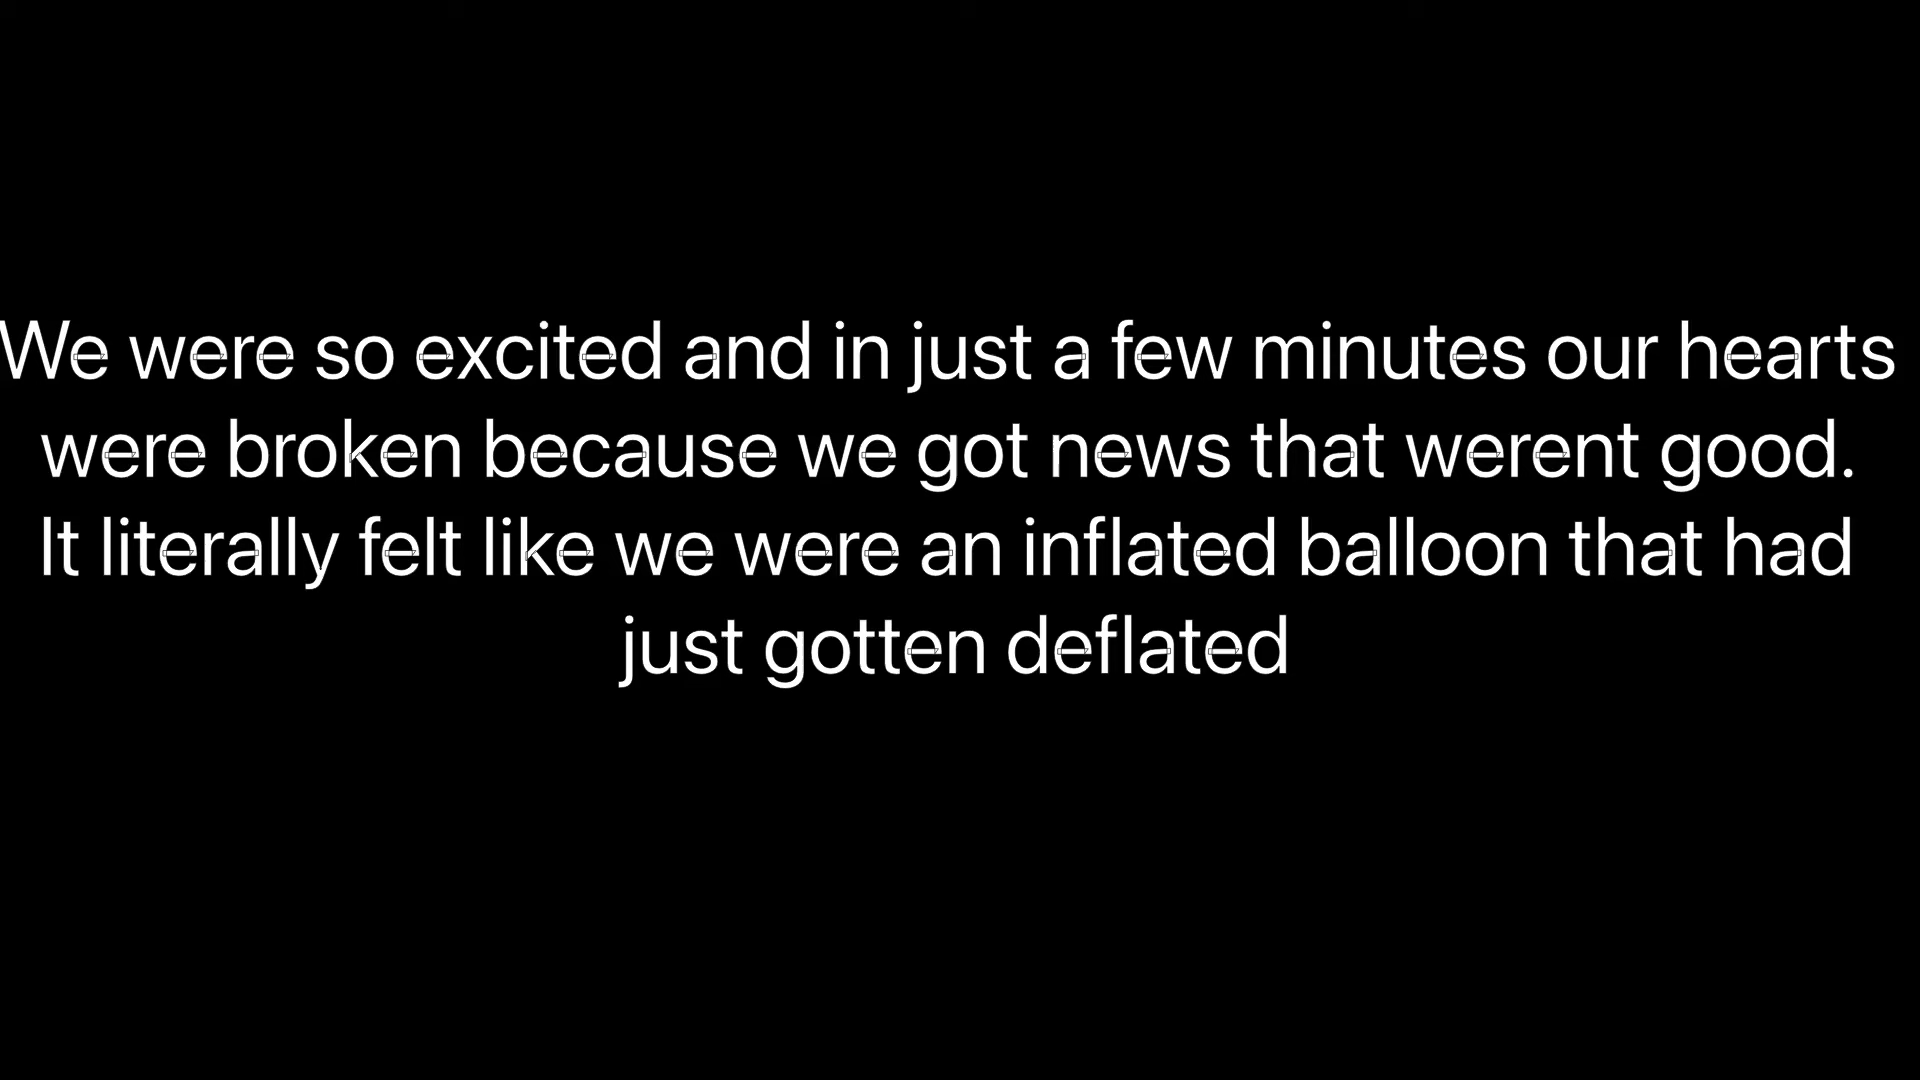 We were so excited and in just a few minutes our hearts
were broken because we got news that werent good.
It literally felt like we were an inflated balloon that had
just gotten deflated